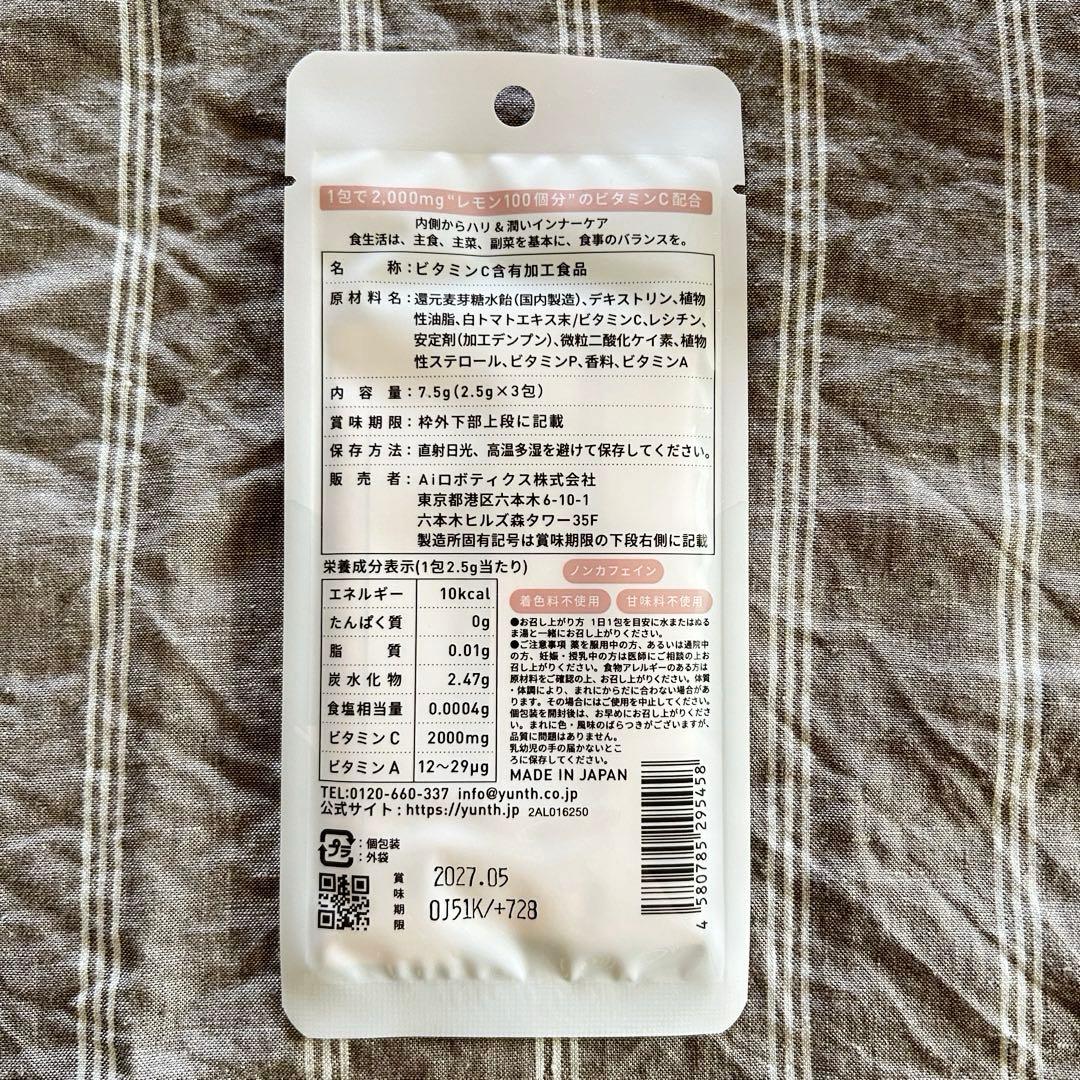 1包で2,000mg“レモン100個分”のビタミンC配合
内側からハリ&潤いインナーケア
食生活は、主食、主菜、副菜を基本に、食事のバランスを。
名称：ビタミンC含有加工食品
原材料名：還元麦芽糖水飴(国内製造)、デキストリン、植物
性油脂、白トマトエキス末/ビタミンC、レシチン、
安定剤(加工デンプン)、微粒二酸化ケイ素、植物
性ステロール、ビタミンP、香料、ビタミンA
内容量：7.5g(2.5g×3包)
賞味期限：枠外下部上段に記載
保存方法：直射日光、高温多湿を避けて保存してください。
販売者：Aiロボティクス株式会社
東京都港区六本木6-10-1
六本木ヒルズ森タワー35F
製造所固有記号は賞味期限の下段右側に記載
栄養成分表示(1包2.5g当たり)
エネルギー 10kcal
たんぱく質 0g
脂質 0.01g
炭水化物 2.47g
食塩相当量 0.0004g
ビタミンC 2000mg
ビタミンA 12～29μg
ノンカフェイン
着色料不使用 甘味料不使用
●お召し上がり方 1日1包を目安に水またはぬる
ま湯と一緒にお召し上がりください。
●ご注意事項 薬を服用中の方、あるいは通院中
の方、妊娠・授乳中の方は医師にご相談の上お
召し上がりください。食物アレルギーのある方は
原材料をご確認の上、お召し上がりください。体質
・体調により、まれにからだに合わない場合があ
ります。その場合にはご使用を中止してください。
個包装を開封後は、お早めにお召し上がりくださ
い。まれに色・風味のばらつきがございますが、
品質に問題はありません。
乳幼児の手の届かないとこ
ろに保存してください。
MADE IN JAPAN
TEL:0120-660-337 info@yunth.co.jp
公式サイト：https://yunth.jp 2AL016250
プラ
：個包装
：外袋
賞味期限
2027.05
0J51K/+728
4 580785 295458